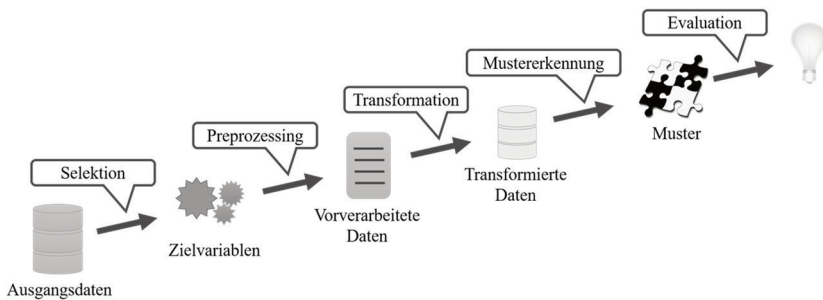 Evaluation
Mustererkennung
Transformation
Muster
Preprozessing
Transformierte
Daten
Selektion
Vorverarbeitete
Daten
Zielvariablen
Ausgangsdaten